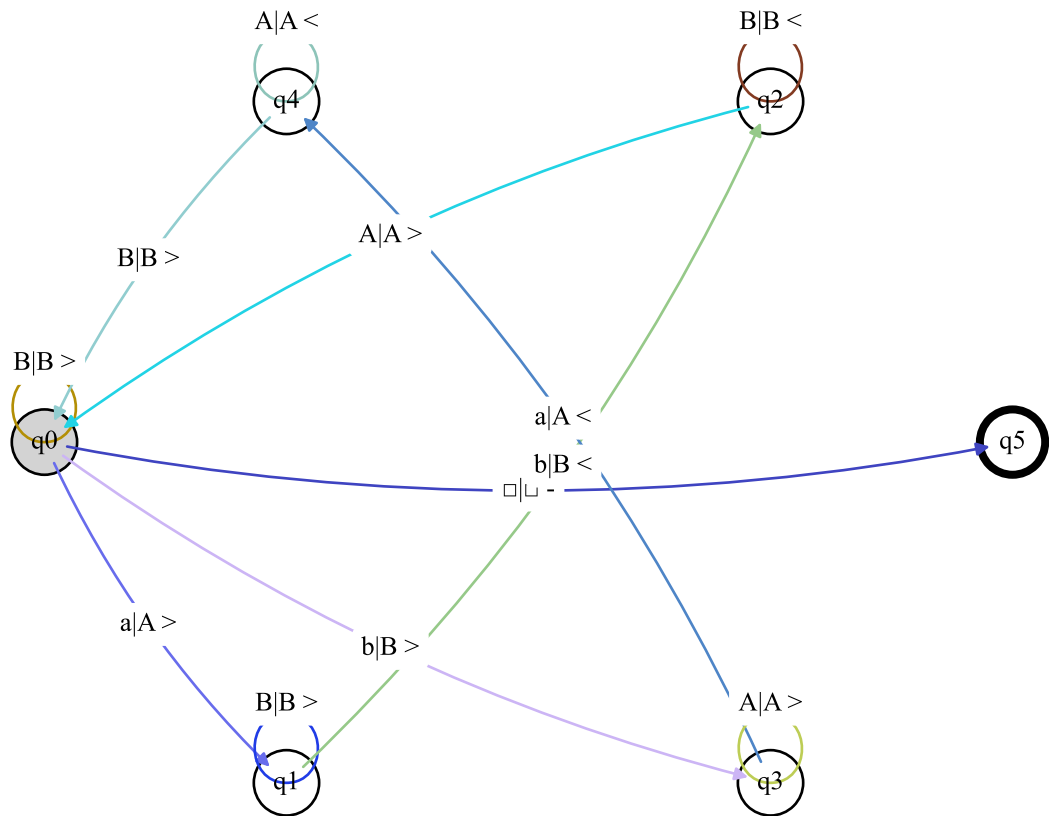 A|A <
B|B <
q4
q2
A|A >
B|B >
B|B >
a|A <
q0
q5
b|B <
□|⊔ -
a|A >
b|B >
B|B >
A|A >
q1
q3